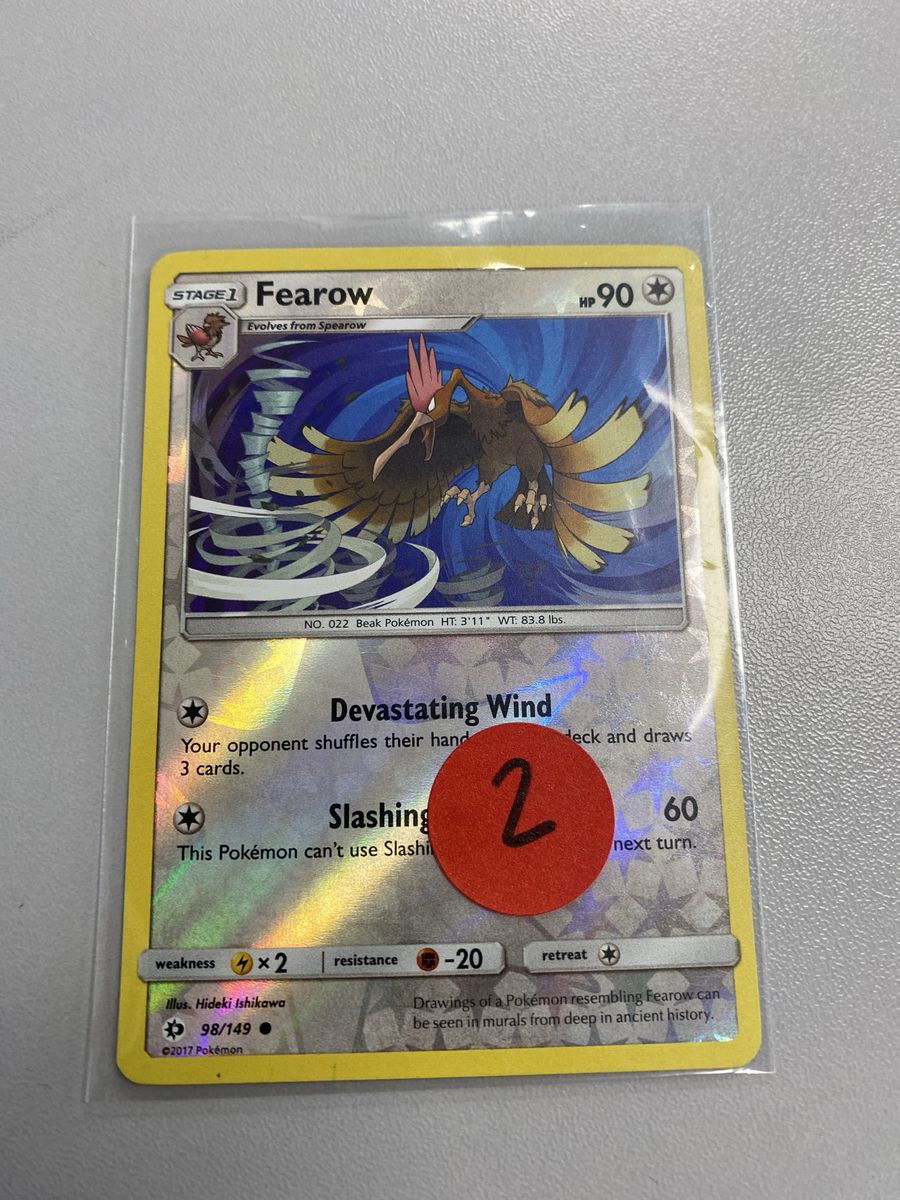 STAGE 1
Fearow
HP 90
Evolves from Spearow
NO. 022 Beak Pokémon HT: 3'11" WT: 83.8 lbs.
Devastating Wind
Your opponent shuffles their hand deck and draws
3 cards.
Slashing 60
This Pokémon can't use next turn.
2
weakness ×2 resistance -20 retreat
Illus. Hideki Ishikawa
98/149
©2017 Pokémon
Drawings of a Pokémon resembling Fearow can
be seen in murals from deep in ancient history.